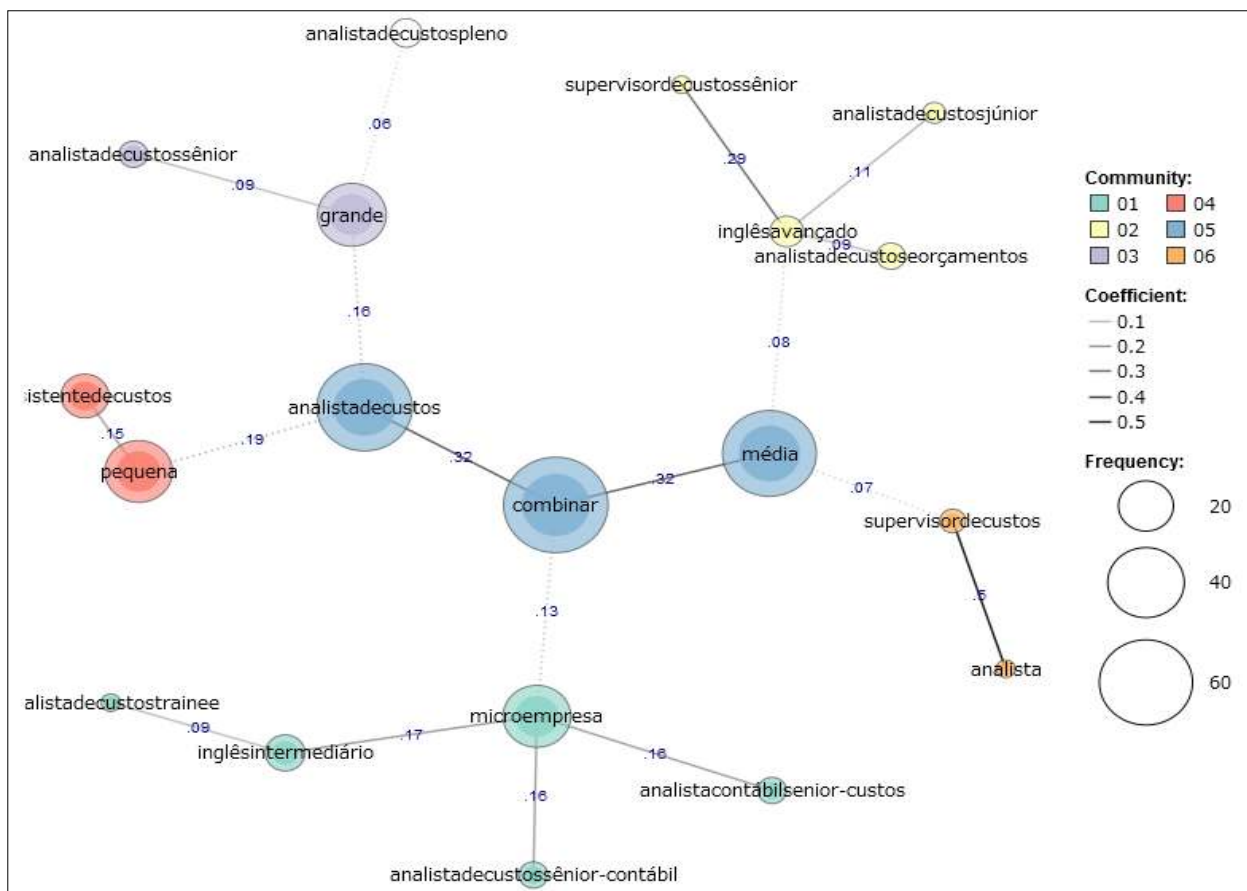 analistadecustospleno
supervisordecustossênior
analistadecustosjúnior
.06
analistadecustossênior
.29
.11
.09
grande
inglêsavançado
.09
analistadecustoseorçamentos
.16
.08
sistentedecustos
analistadecustos
.15
.19
pequena
.32
média
.32
combinar
.07
supervisordecustos
.13
.5
analista
alistadecustostrainee
microempresa
.09
.17
inglêsintermediário
.16
analistacontábilsenior-custos
.16
analistadecustossênior-contábil
Community:
01 04
02 05
03 06
Coefficient:
0.1
0.2
0.3
0.4
0.5
Frequency:
20
40
60